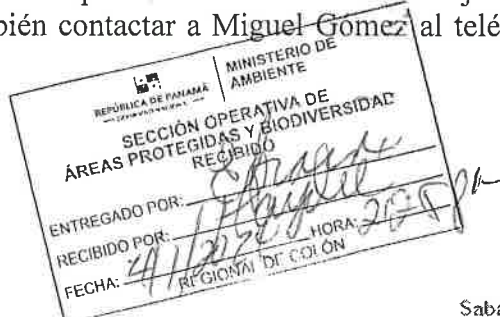 bién contactar a Miguel Gómez al telé
REPÚBLICA DE PANAMÁ
MINISTERIO DE
AMBIENTE
SECCIÓN OPERATIVA DE
ÁREAS PROTEGIDAS Y BIODIVERSIDAD
RECIBIDO
ENTREGADO POR:
RECIBIDO POR:
FECHA: HORA:
REGIONAL DE COLÓN
Saba